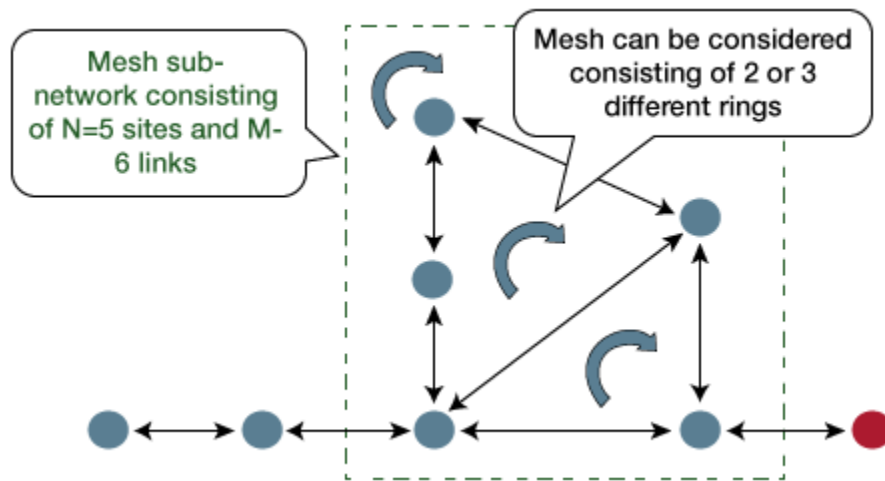 Mesh sub-
network consisting
of N=5 sites and M-
6 links
Mesh can be considered
consisting of 2 or 3
different rings